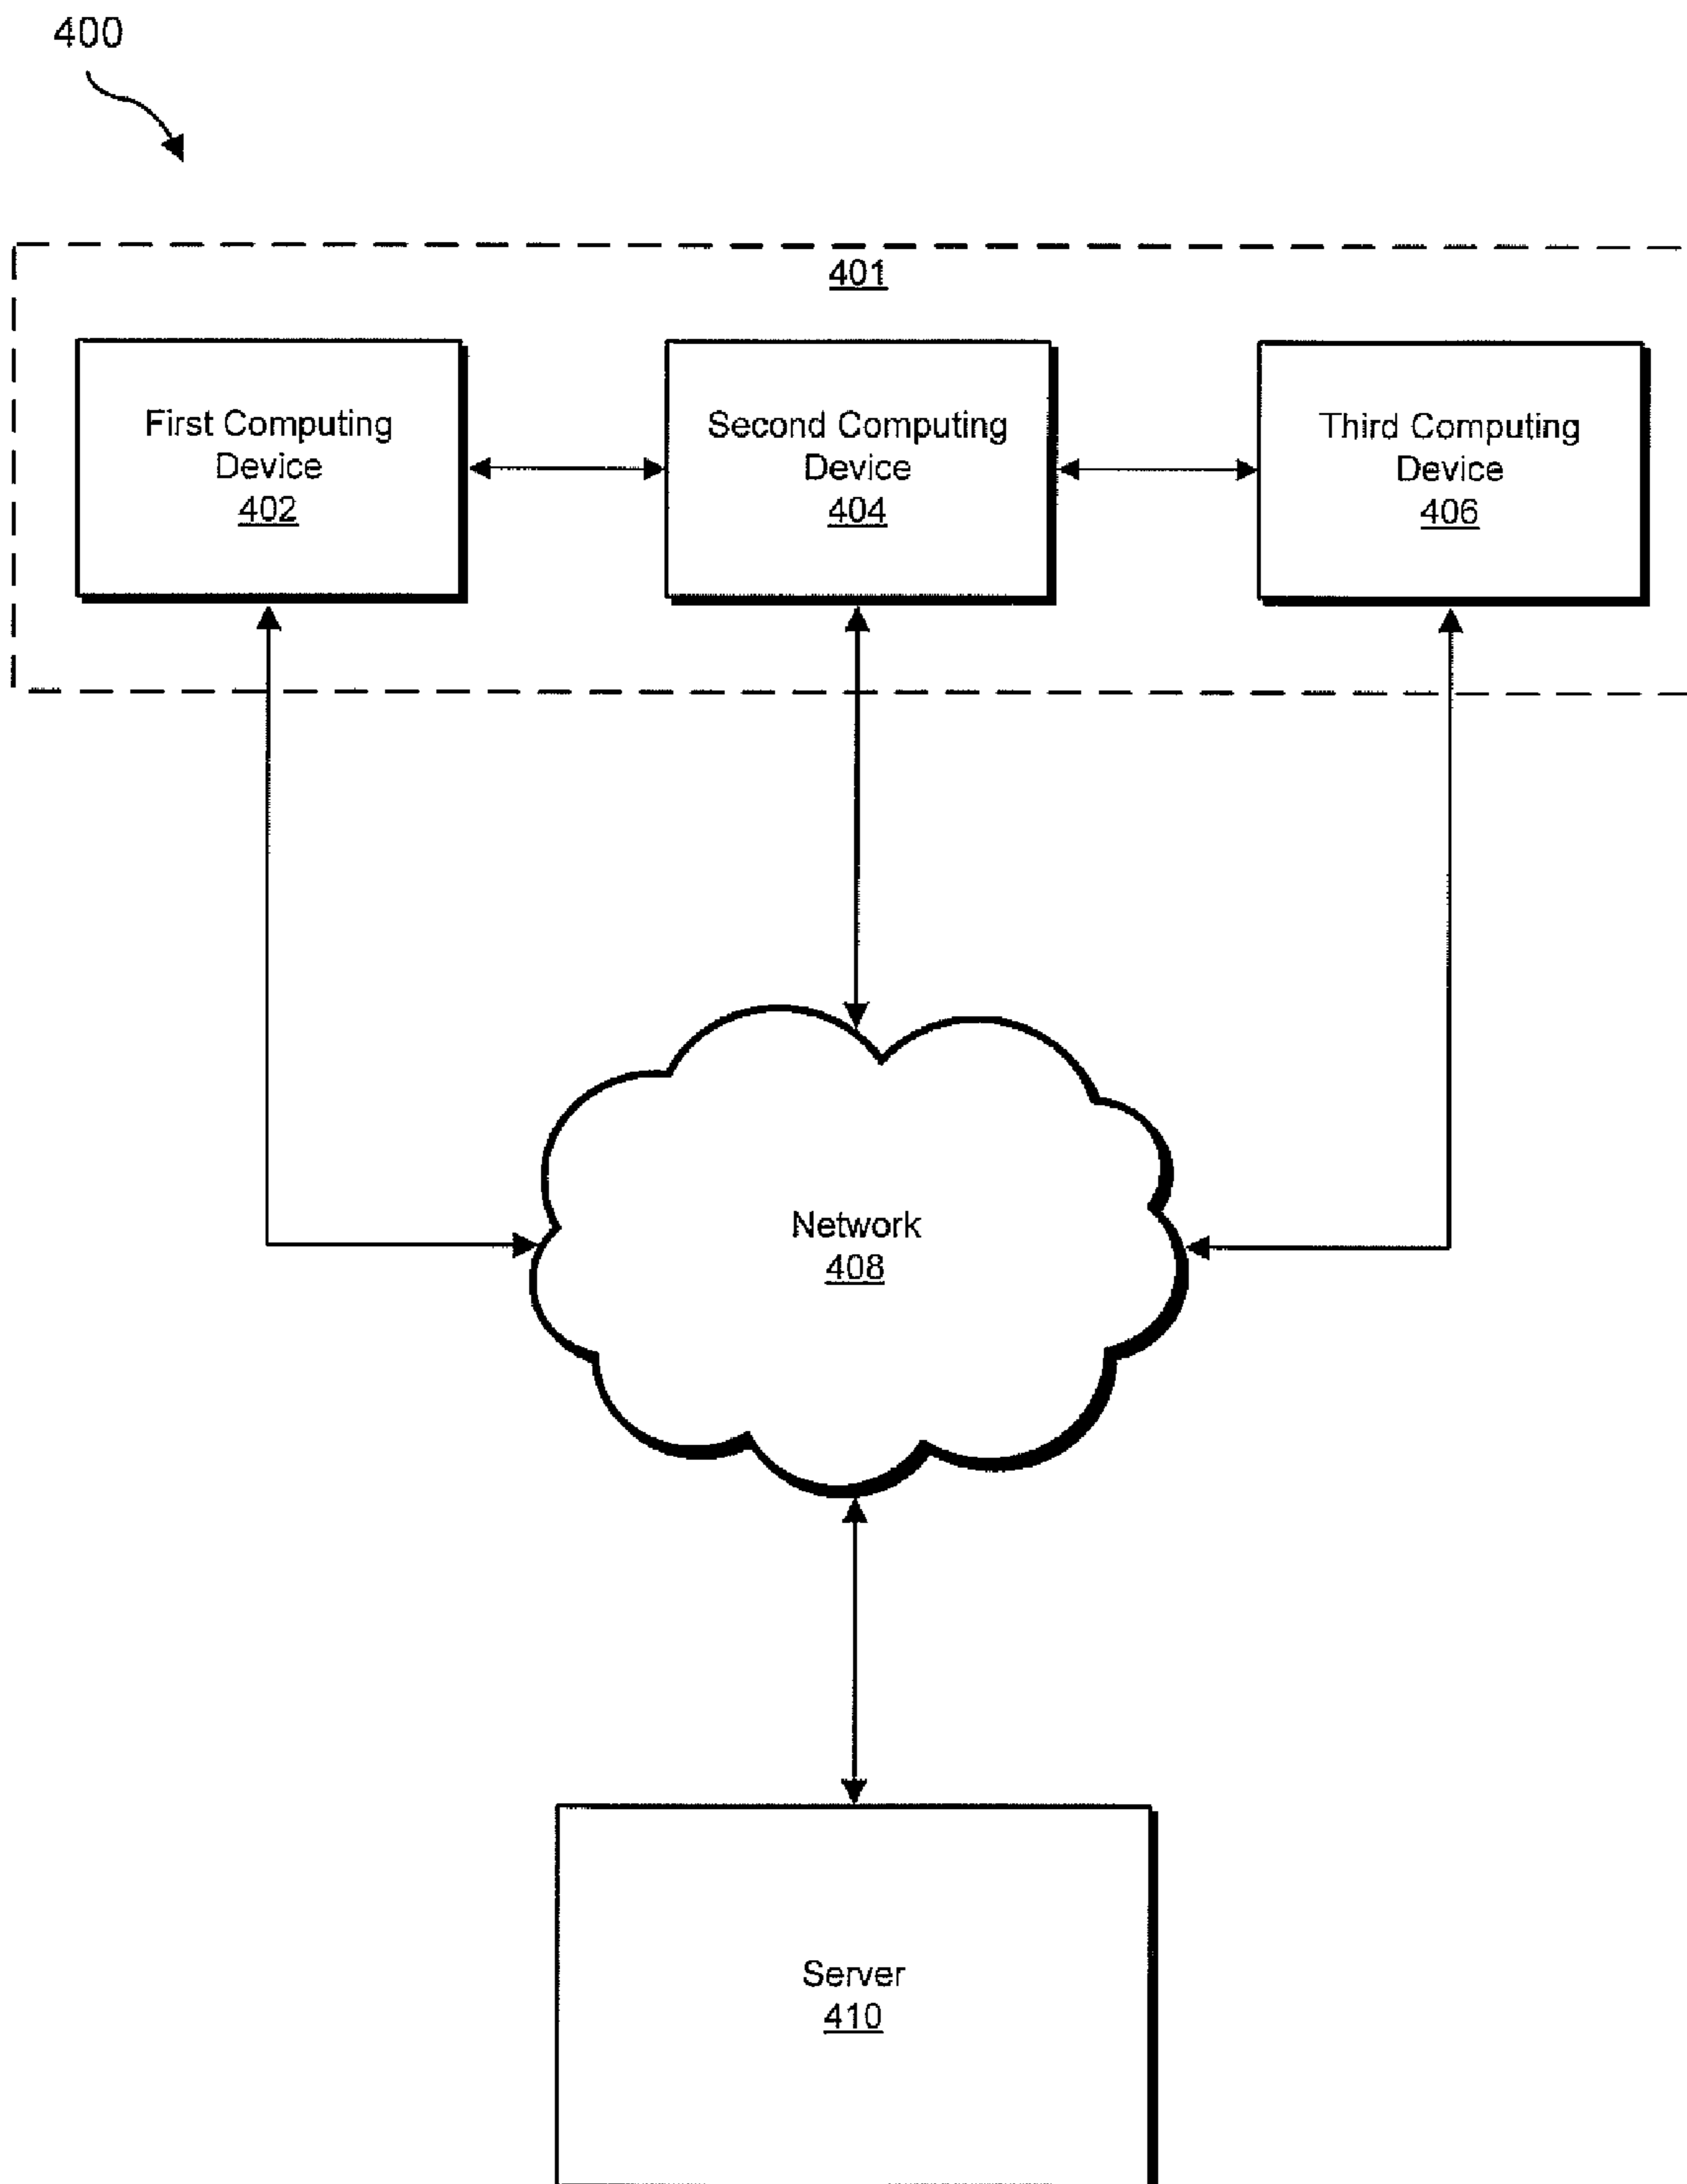 400
401
First Computing
Device
402
Second Computing
Device
404
Third Computing
Device
406
Network
408
Server
410